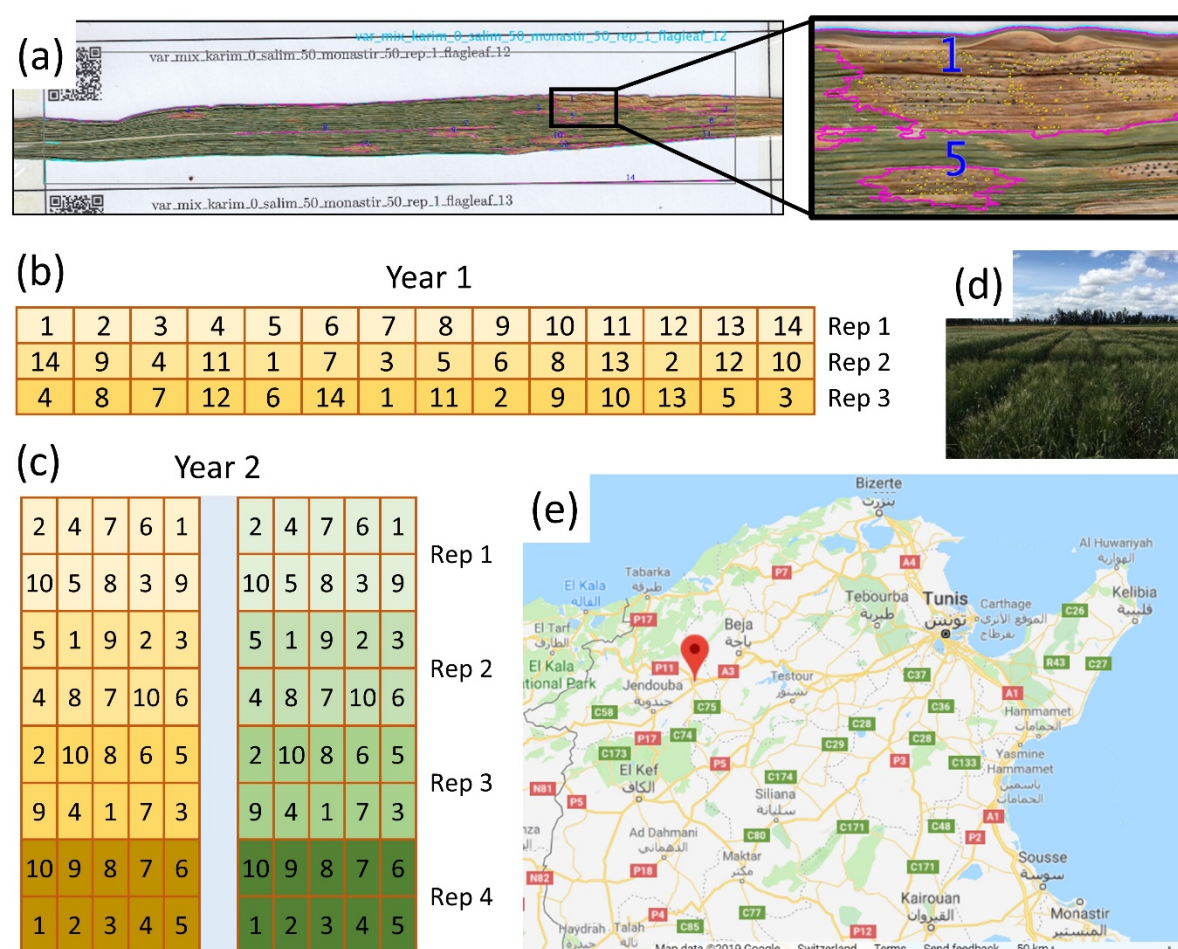 (a)
var_mix_karim_0_salim_50_monastir_50_rep_1_flagleaf_12
var_mix_karim_0_salim_50_monastir_50_rep_1_flagleaf_12
14
var_mix_karim_0_salim_50_monastir_50_rep_1_flagleaf_13
1
5
(b)
Year 1
1 2 3 4 5 6 7 8 9 10 11 12 13 14 Rep 1
14 9 4 11 1 7 3 5 6 8 13 2 12 10 Rep 2
4 8 7 12 6 14 1 11 2 9 10 13 5 3 Rep 3
(d)
(c)
Year 2
2 4 7 6 1 2 4 7 6 1
Rep 1
10 5 8 3 9 10 5 8 3 9
5 1 9 2 3 5 1 9 2 3
Rep 2
4 8 7 10 6 4 8 7 10 6
2 10 8 6 5 2 10 8 6 5
Rep 3
9 4 1 7 3 9 4 1 7 3
10 9 8 7 6 10 9 8 7 6
Rep 4
1 2 3 4 5 1 2 3 4 5
(e)
Bizerte
بنزرت
Al Huwariyah
الهوارية
A4
P7
Tabarka
طبرقة
El Kala
القالة
Tebourba
طبربة
Tunis
تونس
Carthage
الموقع الأثري
بقرطاج
Kelibia
قليبية
C26
P17
El Tarf
الطارف
Beja
باجة
El Kala
National Park
P11
A3
R43
C27
Jendouba
جندوبة
Testour
تستور
C37
A1
C58
C75
C36
Hammamet
الحمامات
P17
C74
C28
C173
C29
C28
P3
Yasmine
Hammamet
ياسمين
الحمامات
P5
C174
C133
El Kef
الكاف
N81
P5
Siliana
سليانة
A1
Ad Dahmani
الدهماني
C80
C171
C48
P2
Maktar
مكثر
C171
Sousse
سوسة
N82
P18
Kairouan
القيروان
P4
C77
Monastir
المنستير
Haydrah
حيدرة
Talah
تالة
C85
P12
Map data ©2019 Google Switzerland Terms Send feedback 50 km